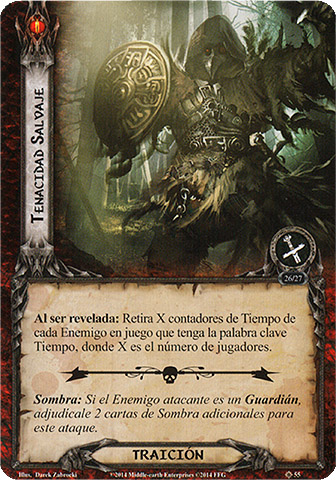 TENACIDAD SALVAJE
26/27
Al ser revelada: Retira X contadores de Tiempo de
cada Enemigo en juego que tenga la palabra clave
Tiempo, donde X es el número de jugadores.
Sombra: Si el Enemigo atacante es un Guardián,
adjudícale 2 cartas de Sombra adicionales para
este ataque.
TRAICIÓN
Illus. Darek Zabrocki
©2014 Middle-earth Enterprises ©2014 FFG
55